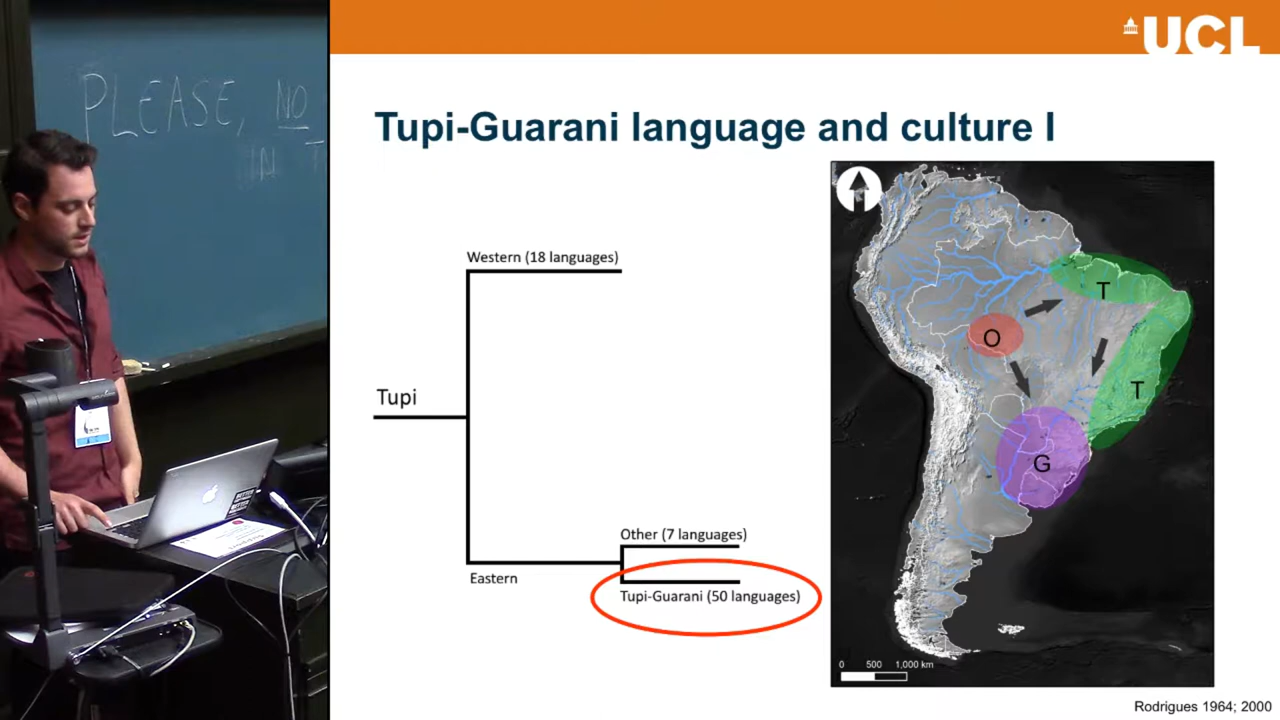 PLEASE, NO
IN T
UCL
Tupi-Guarani language and culture I
Western (18 languages)
Tupi
Other (7 languages)
Eastern
Tupi-Guarani (50 languages)
T
O
T
G
0 500 1,000 km
Rodrigues 1964; 2000